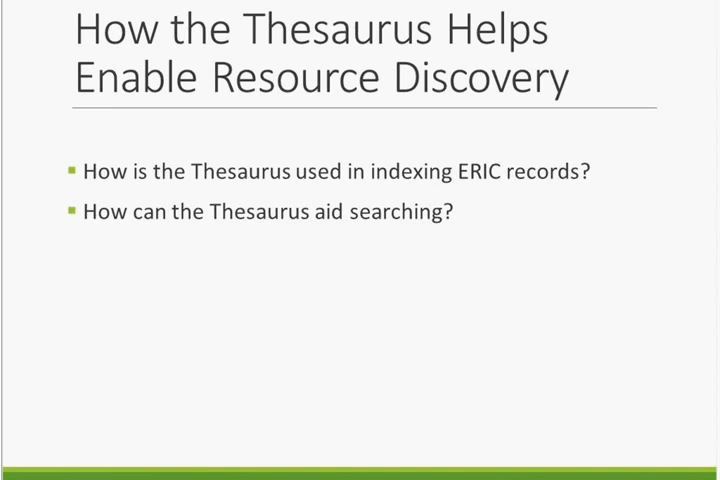 How the Thesaurus Helps
Enable Resource Discovery
How is the Thesaurus used in indexing ERIC records?
How can the Thesaurus aid searching?